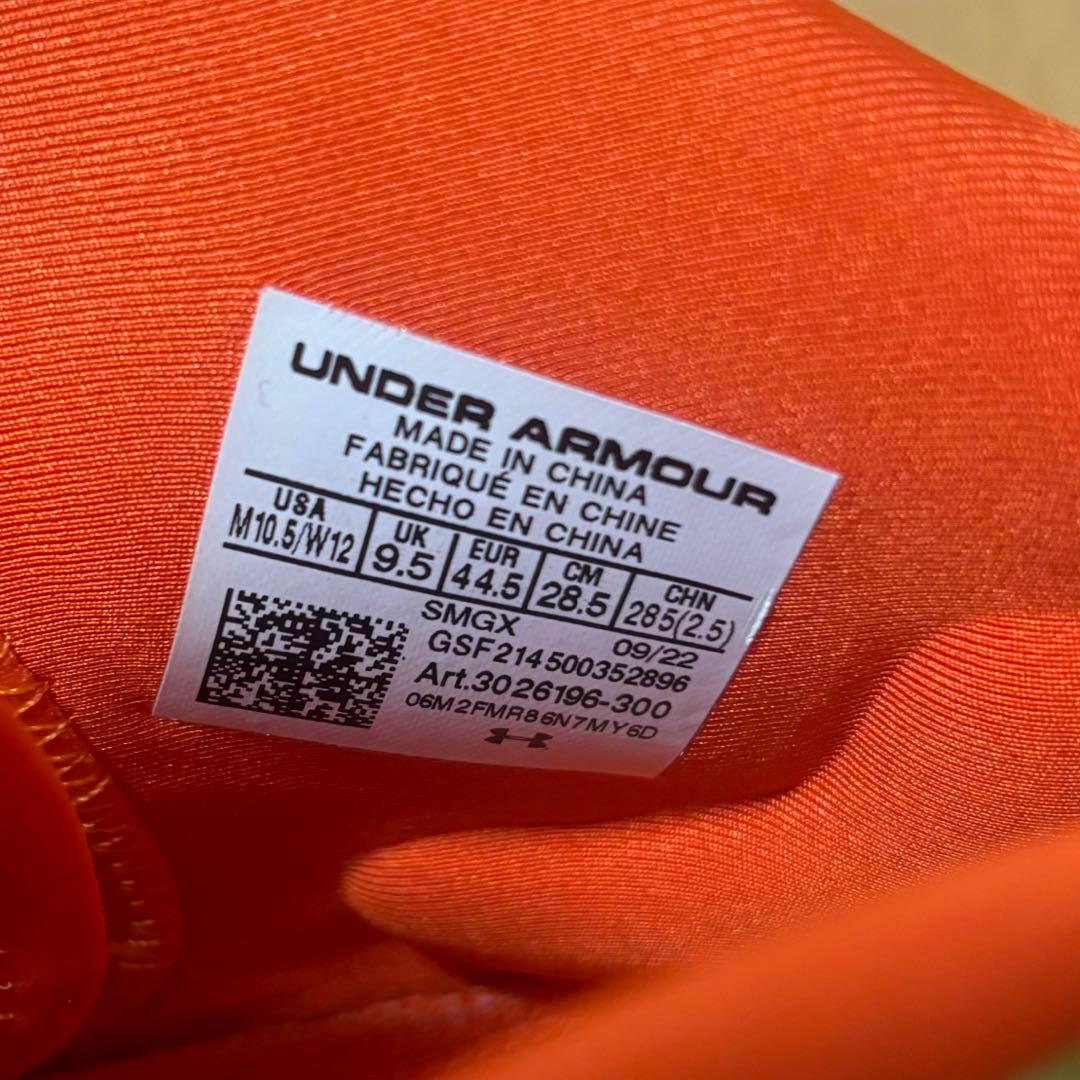 UNDER ARMOUR
MADE IN CHINA
FABRIQUÉ EN CHINE
HECHO EN CHINA
USA UK EUR CM CHN
M10.5/W12 9.5 44.5 28.5 285(2.5)
SMGX 09/22
GSF214500352896
Art.3026196-300
06M2FMR86N7MY6D